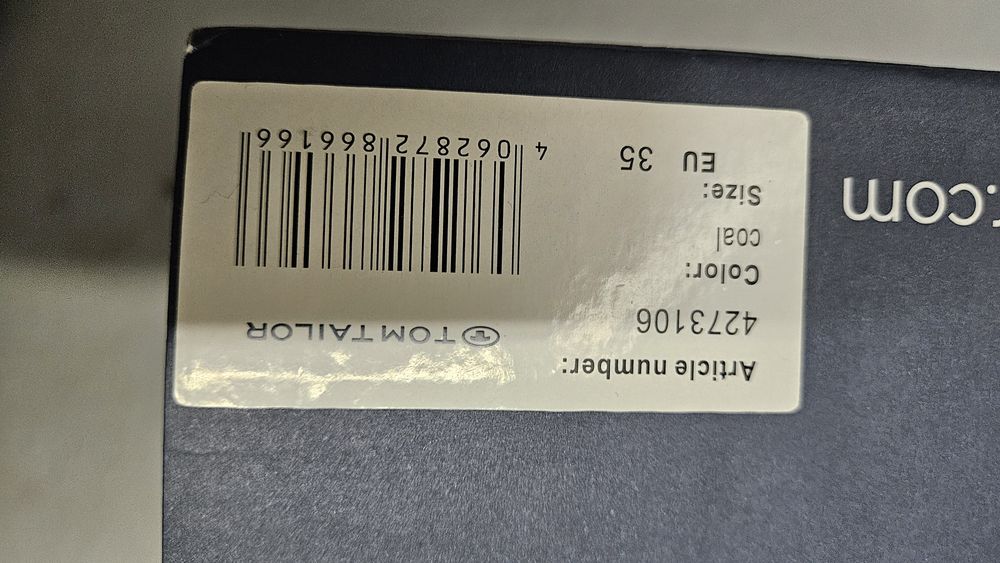 Article number:
4273106
Color:
coal
Size:
EU 35
TOM TAILOR
4 062872 866166
.com